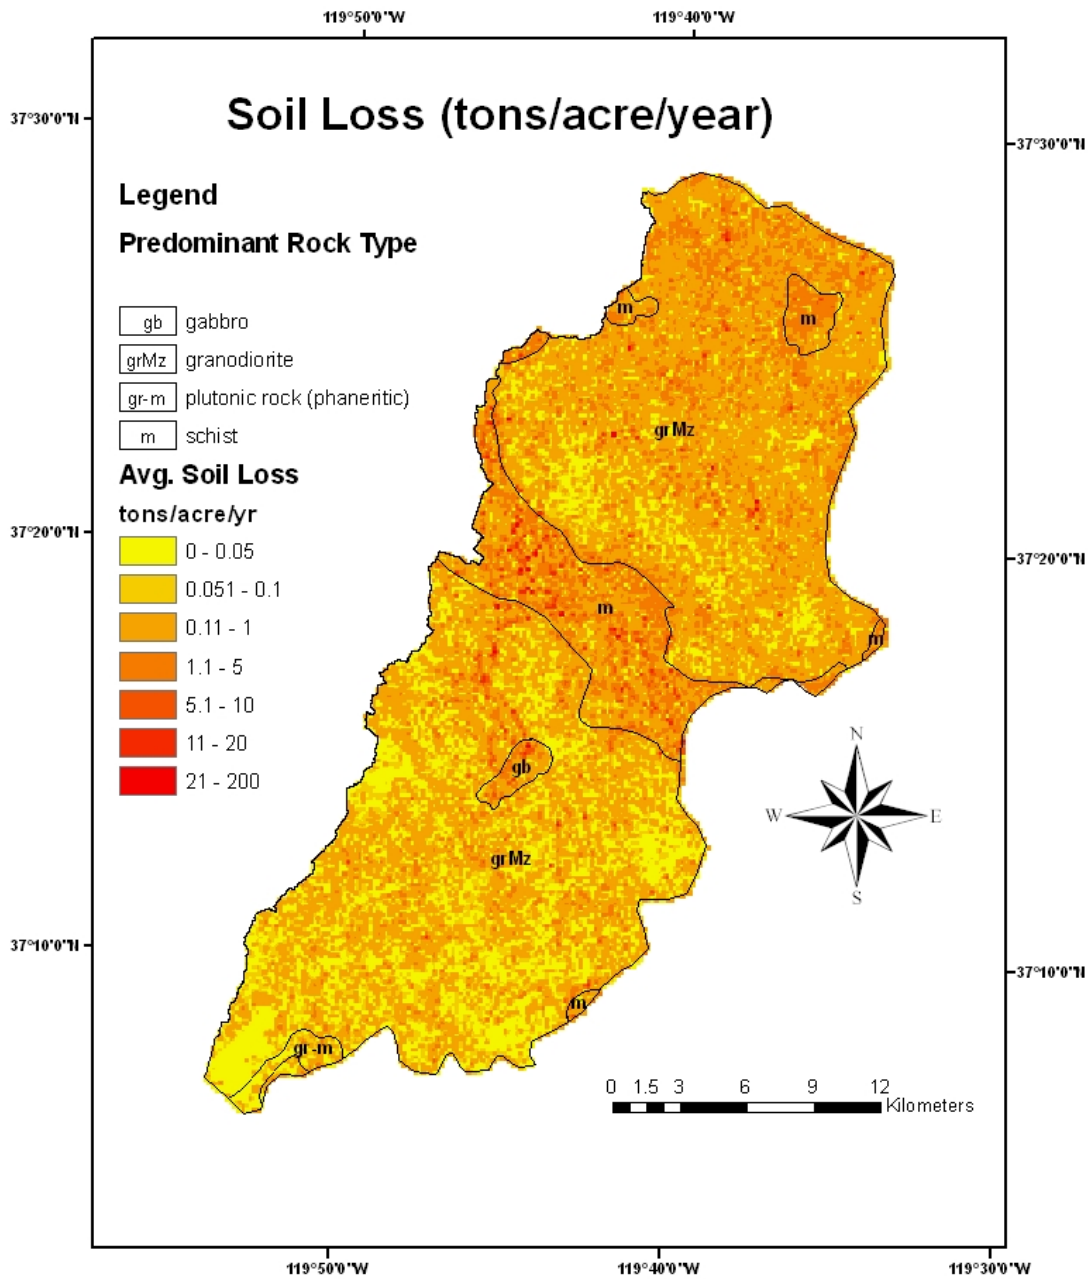 119°50'0"W 119°40'0"W
Soil Loss (tons/acre/year)
37°30'0"N
37°30'0"N
Legend
Predominant Rock Type
gb gabbro
grMz granodiorite
gr-m plutonic rock (phaneritic)
m schist
Avg. Soil Loss
tons/acre/yr
0 - 0.05
0.051 - 0.1
0.11 - 1
1.1 - 5
5.1 - 10
11 - 20
21 - 200
m
m
grMz
37°20'0"N
37°20'0"N
m
m
gb
grMz
N
W E
S
37°10'0"N
37°10'0"N
m
gr-m
0 1.5 3 6 9 12
Kilometers
119°50'0"W 119°40'0"W 119°30'0"W